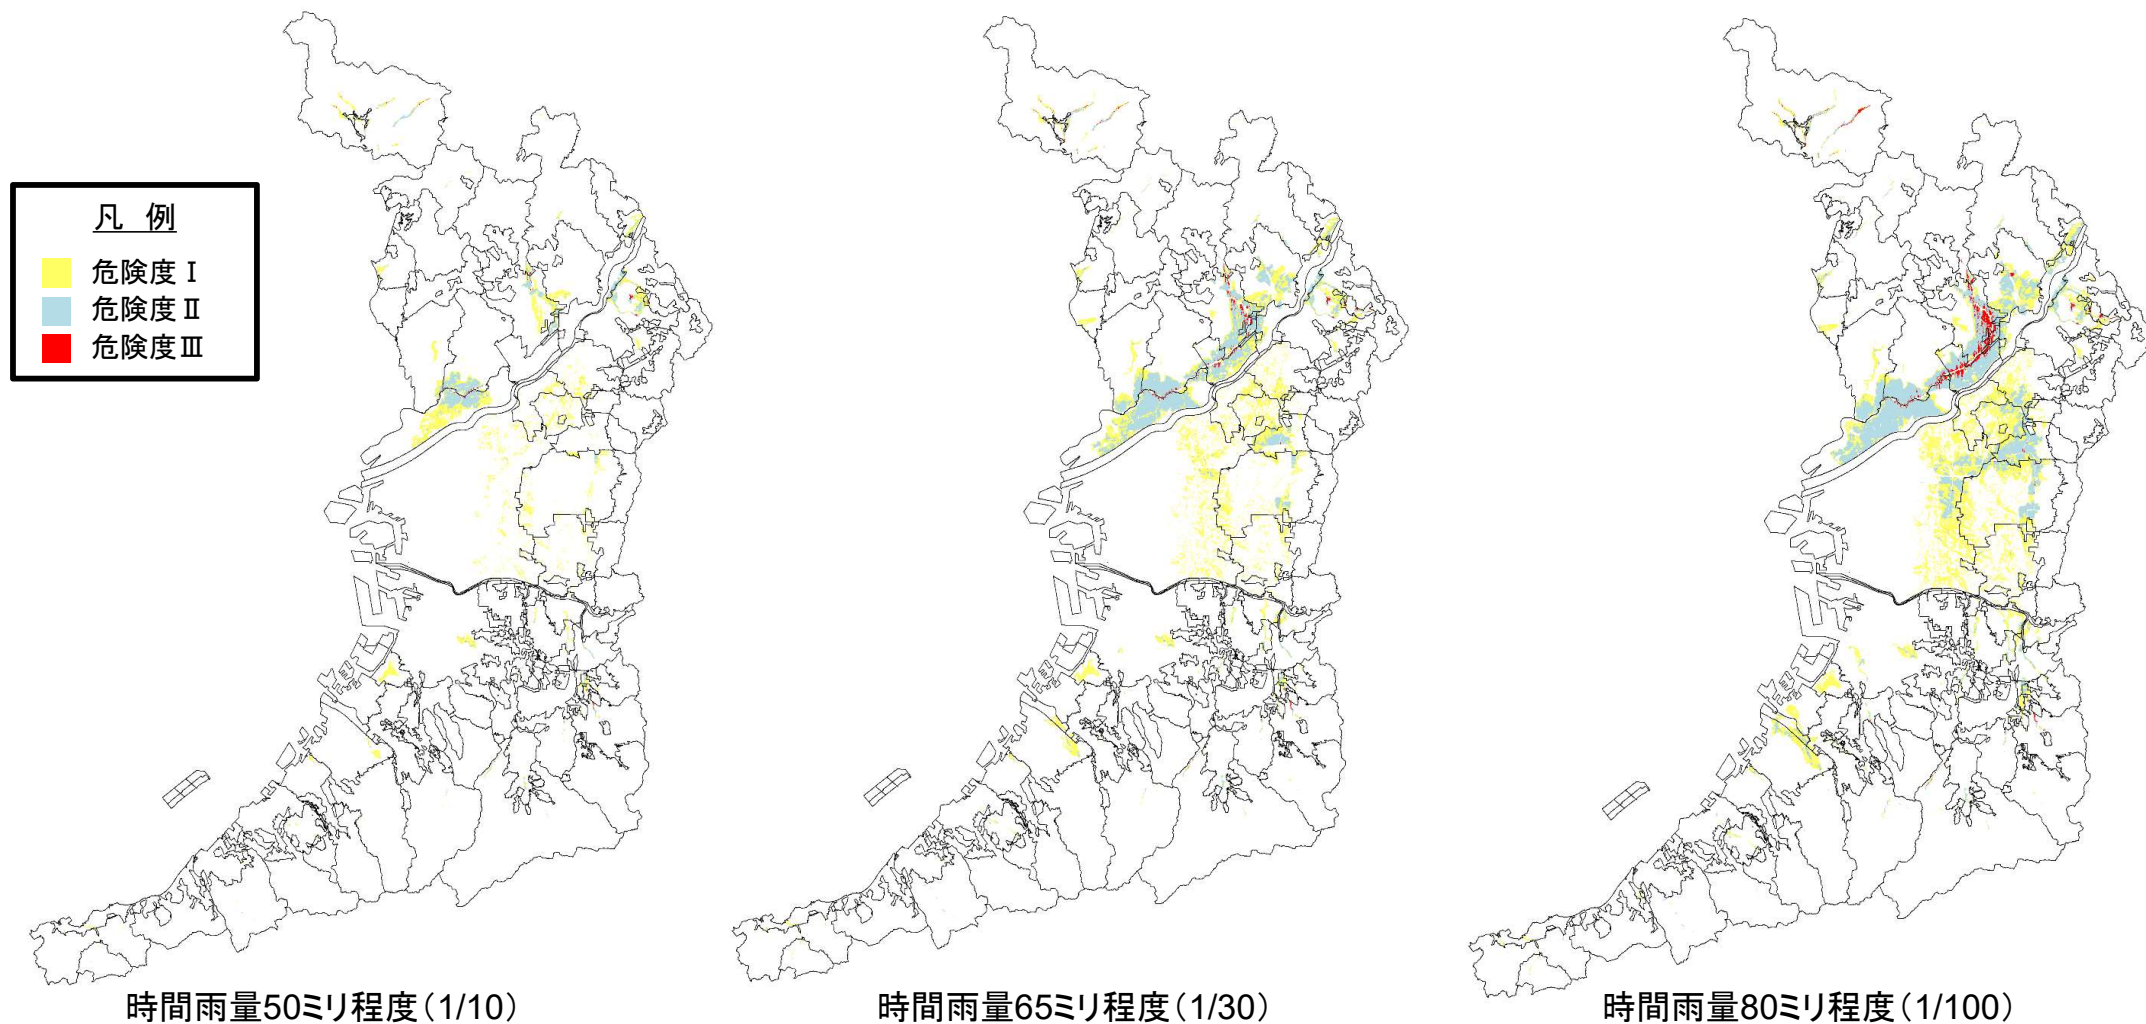 凡 例
危険度Ⅰ
危険度Ⅱ
危険度Ⅲ
時間雨量50ミリ程度（1/10）
時間雨量65ミリ程度（1/30）
時間雨量80ミリ程度（1/100）